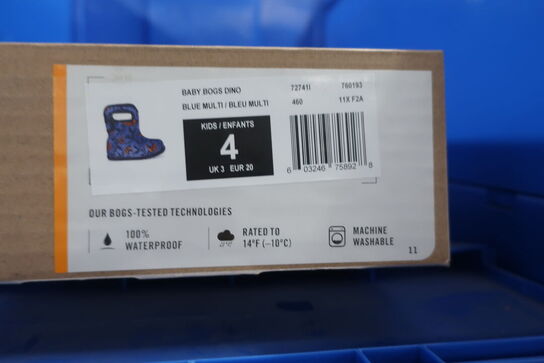 BABY BOGS DINO 72741I 760193
BLUE MULTI / BLEU MULTI 460 11X F2A
KIDS / ENFANTS
4
UK 3 EUR 20
6 03246 75892 8
OUR BOGS-TESTED TECHNOLOGIES
100%
WATERPROOF
RATED TO
14°F (–10°C)
MACHINE
WASHABLE
11